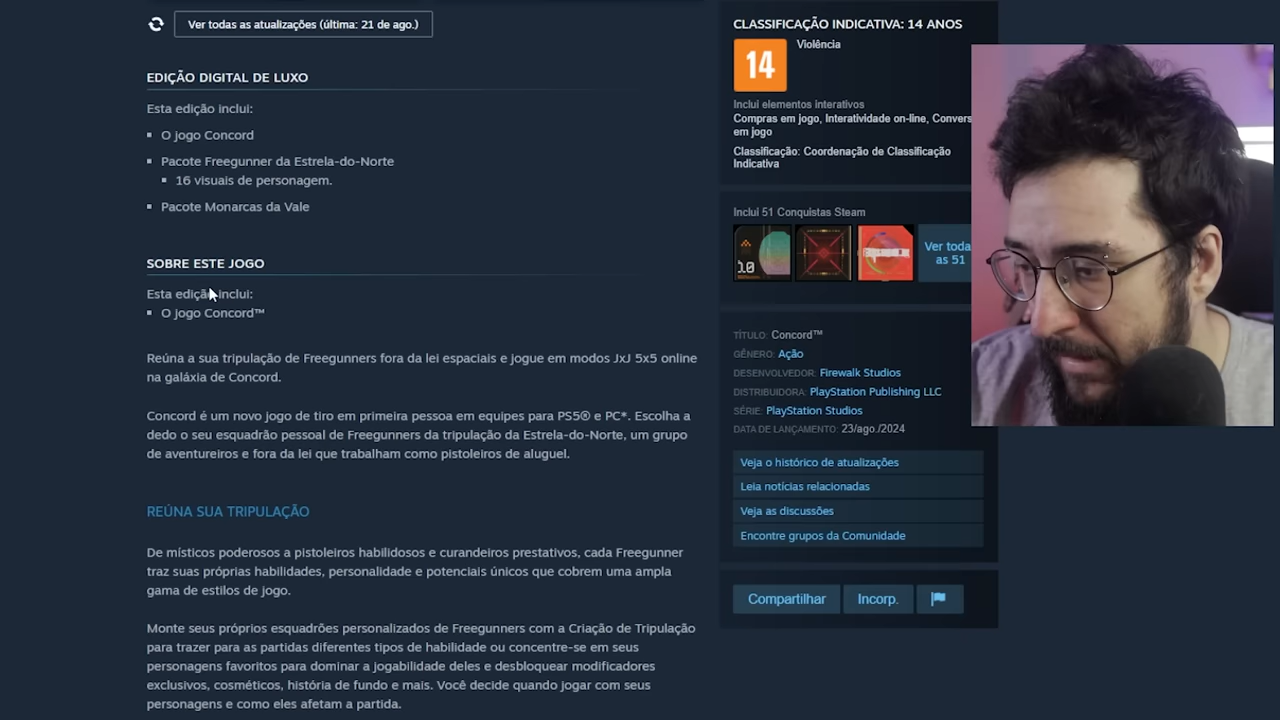 Ver todas as atualizações (última: 21 de ago.)
EDIÇÃO DIGITAL DE LUXO
Esta edição inclui:
O jogo Concord
Pacote Freegunner da Estrela-do-Norte
16 visuais de personagem.
Pacote Monarcas da Vale
SOBRE ESTE JOGO
Esta edição inclui:
O jogo Concord™
Reúna a sua tripulação de Freegunners fora da lei espaciais e jogue em modos JxJ 5x5 online
na galáxia de Concord.
Concord é um novo jogo de tiro em primeira pessoa em equipes para PS5® e PC*. Escolha a
dedo o seu esquadrão pessoal de Freegunners da tripulação da Estrela-do-Norte, um grupo
de aventureiros e fora da lei que trabalham como pistoleiros de aluguel.
REÚNA SUA TRIPULAÇÃO
De místicos poderosos a pistoleiros habilidosos e curandeiros prestativos, cada Freegunner
traz suas próprias habilidades, personalidade e potenciais únicos que cobrem uma ampla
gama de estilos de jogo.
Monte seus próprios esquadrões personalizados de Freegunners com a Criação de Tripulação
para trazer para as partidas diferentes tipos de habilidade ou concentre-se em seus
personagens favoritos para dominar a jogabilidade deles e desbloquear modificadores
exclusivos, cosméticos, história de fundo e mais. Você decide quando jogar com seus
personagens e como eles afetam a partida.
CLASSIFICAÇÃO INDICATIVA: 14 ANOS
14
Violência
Inclui elementos interativos
Compras em jogo, Interatividade on-line, Convers
em jogo
Classificação: Coordenação de Classificação
Indicativa
Inclui 51 Conquistas Steam
10
Ver toda
as 51
TÍTULO: Concord™
GÊNERO: Ação
DESENVOLVEDOR: Firewalk Studios
DISTRIBUIDORA: PlayStation Publishing LLC
SÉRIE: PlayStation Studios
DATA DE LANÇAMENTO: 23/ago./2024
Veja o histórico de atualizações
Leia notícias relacionadas
Veja as discussões
Encontre grupos da Comunidade
Compartilhar
Incorp.